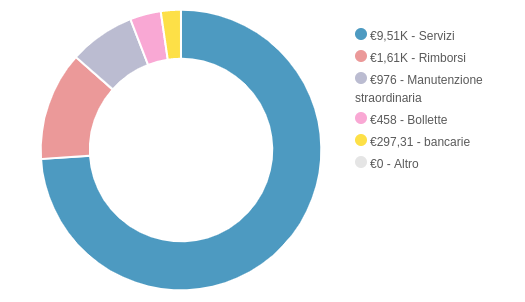 €9,51K - Servizi
€1,61K - Rimborsi
€976 - Manutenzione
straordinaria
€458 - Bollette
€297,31 - bancarie
€0 - Altro